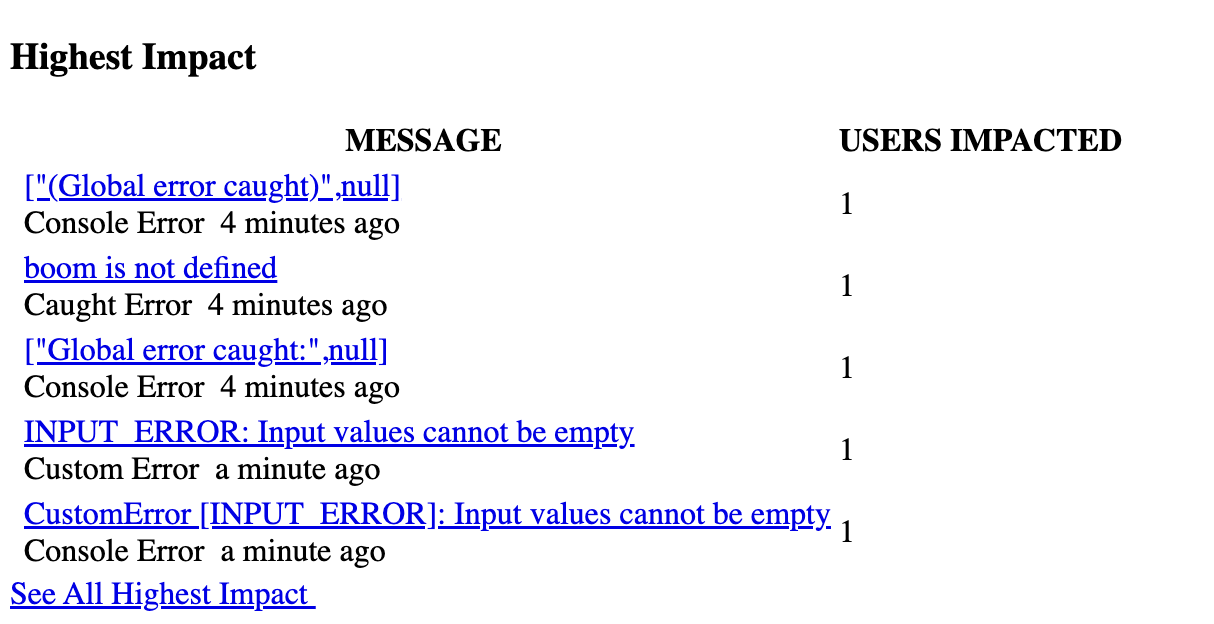 Highest Impact
MESSAGE USERS IMPACTED
["(Global error caught)",null]
Console Error 4 minutes ago
1
boom is not defined
Caught Error 4 minutes ago
1
["Global error caught:",null]
Console Error 4 minutes ago
1
INPUT_ERROR: Input values cannot be empty
Custom Error a minute ago
1
CustomError [INPUT_ERROR]: Input values cannot be empty
Console Error a minute ago
1
See All Highest Impact